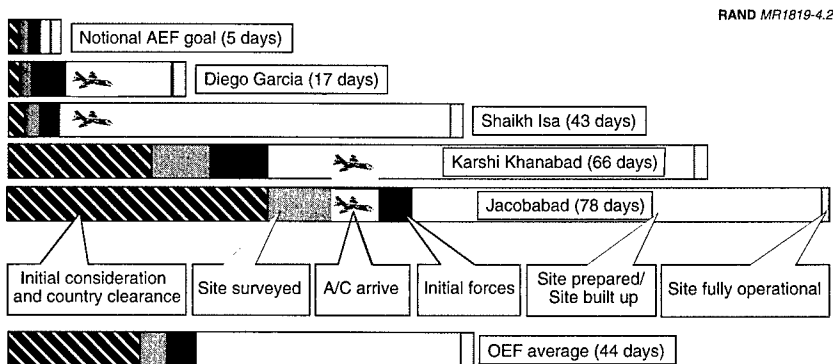 RAND MR1819-4.2
Notional AEF goal (5 days)
Diego Garcia (17 days)
Shaikh Isa (43 days)
Karshi Khanabad (66 days)
Jacobabad (78 days)
Initial consideration
and country clearance
Site surveyed
A/C arrive
Initial forces
Site prepared/
Site built up
Site fully operational
OEF average (44 days)